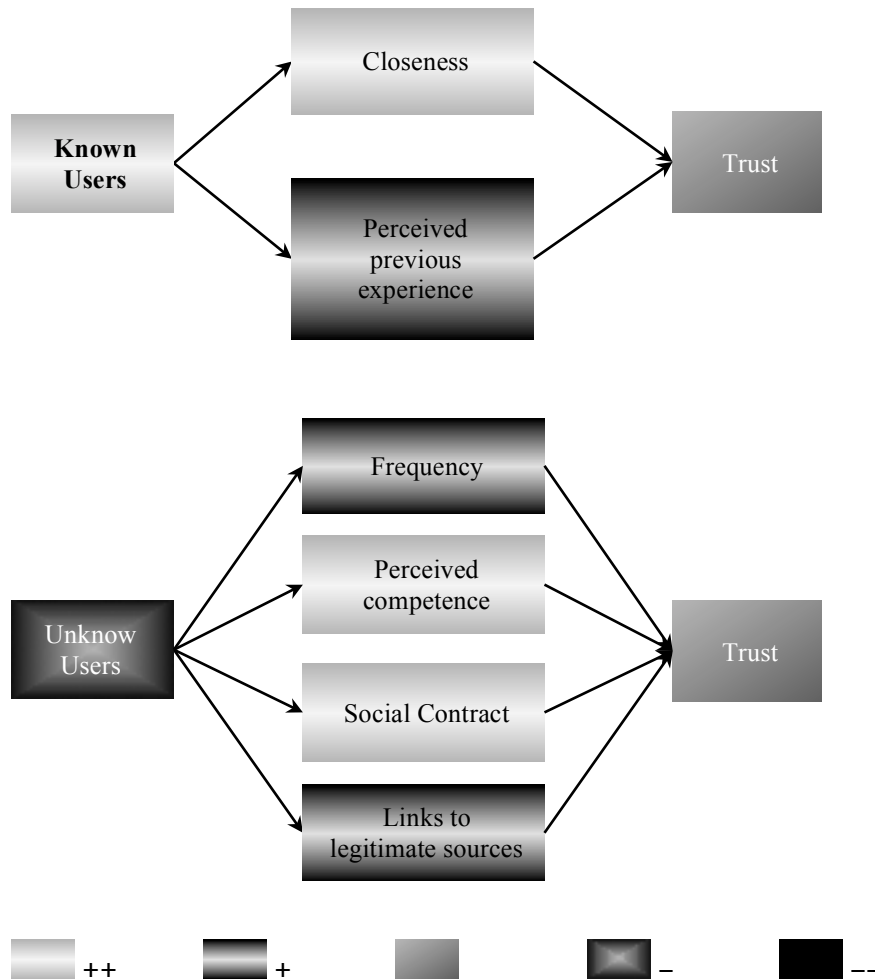 Closeness
Known
Users
Trust
Perceived
previous
experience
Frequency
Perceived
competence
Unknow
Users
Trust
Social Contract
Links to
legitimate sources
++ + – --